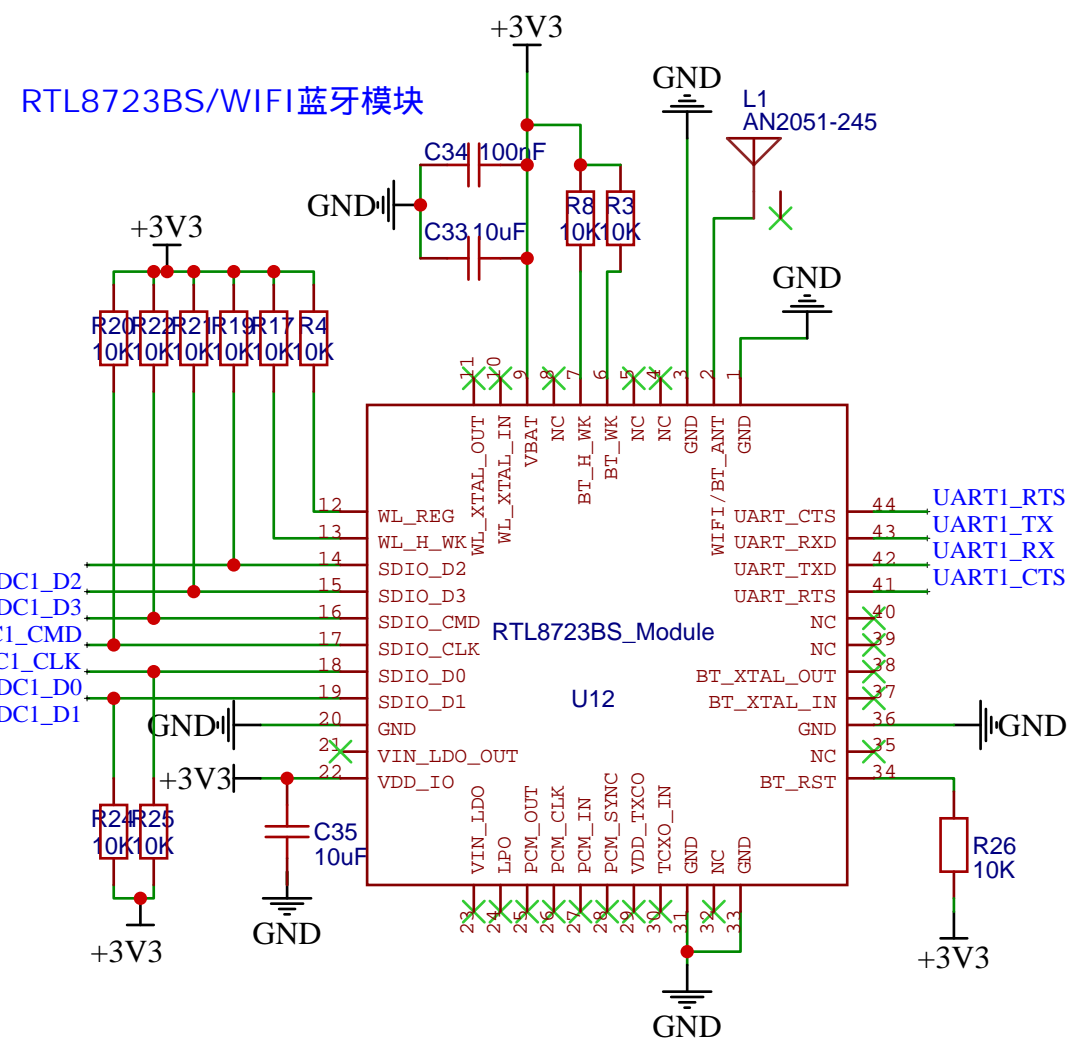 +3V3
GND
RTL8723BS/WIFI蓝牙模块
L1
AN2051-245
C34 100nF
GND
C33 10uF
R8 R3
10K 10K
+3V3
GND
R20 R22 R21 R19 R17 R4
10K 10K 10K 10K 10K 10K
11 10 9 8 7 6 5 4 3 2 1
WL_XTAL_OUT
WL_XTAL_IN
VBAT
NC
BT_H_WK
BT_WK
NC
NC
GND
WIFI/BT_ANT
GND
12 WL_REG
13 WL_H_WK
14 SDIO_D2
15 SDIO_D3
16 SDIO_CMD
17 SDIO_CLK
18 SDIO_D0
19 SDIO_D1
20 GND
21 VIN_LDO_OUT
22 VDD_IO
DC1_D2
DC1_D3
C1_CMD
C1_CLK
DC1_D0
DC1_D1
UART_CTS 44 UART1_RTS
UART_RXD 43 UART1_TX
UART_TXD 42 UART1_RX
UART_RTS 41 UART1_CTS
NC 40
NC 39
BT_XTAL_OUT 38
BT_XTAL_IN 37
GND 36 GND
NC 35
BT_RST 34
RTL8723BS_Module
U12
GND
+3V3
R24 R25
10K 10K
+3V3
C35
10uF
GND
VIN_LDO
LPO
PCM_OUT
PCM_CLK
PCM_IN
PCM_SYNC
VDD_TXCO
TCXO_IN
GND
NC
GND
23 24 25 26 27 28 29 30 31 32 33
GND
R26
10K
+3V3